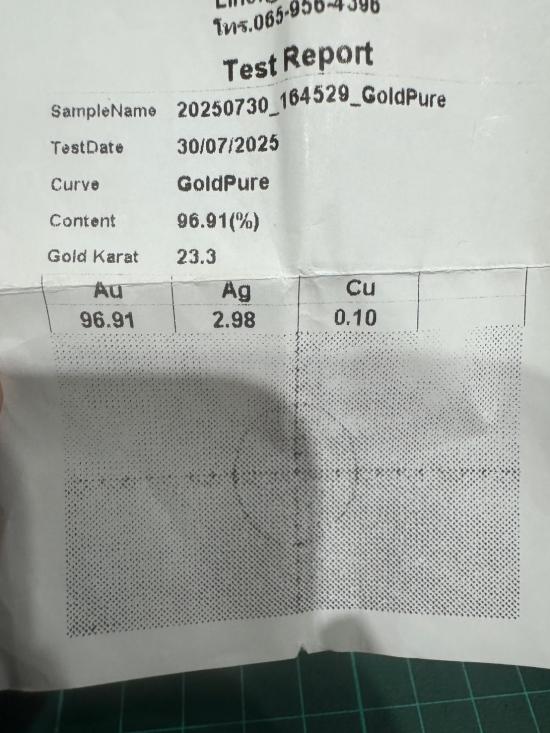 โทร.065-956-4396
Test Report
SampleName 20250730_164529_GoldPure
TestDate 30/07/2025
Curve GoldPure
Content 96.91(%)
Gold Karat 23.3
Au Ag Cu
96.91 2.98 0.10